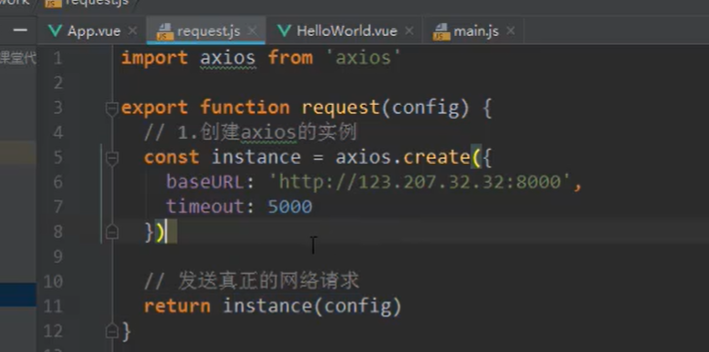 request.js
App.vue
request.js
HelloWorld.vue
main.js
课堂代
1 import axios from 'axios'
2
3 export function request(config) {
4 // 1.创建axios的实例
5 const instance = axios.create({
6 baseURL: 'http://123.207.32.32:8000',
7 timeout: 5000
8 })
9
10 // 发送真正的网络请求
11 return instance(config)
12 }